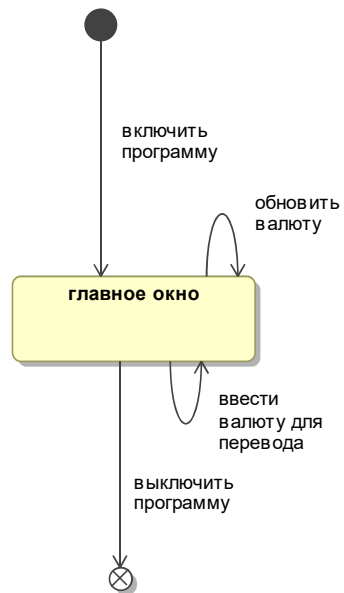 включить
программу
обновить
валюту
главное окно
ввести
валюту для
перевода
выключить
программу